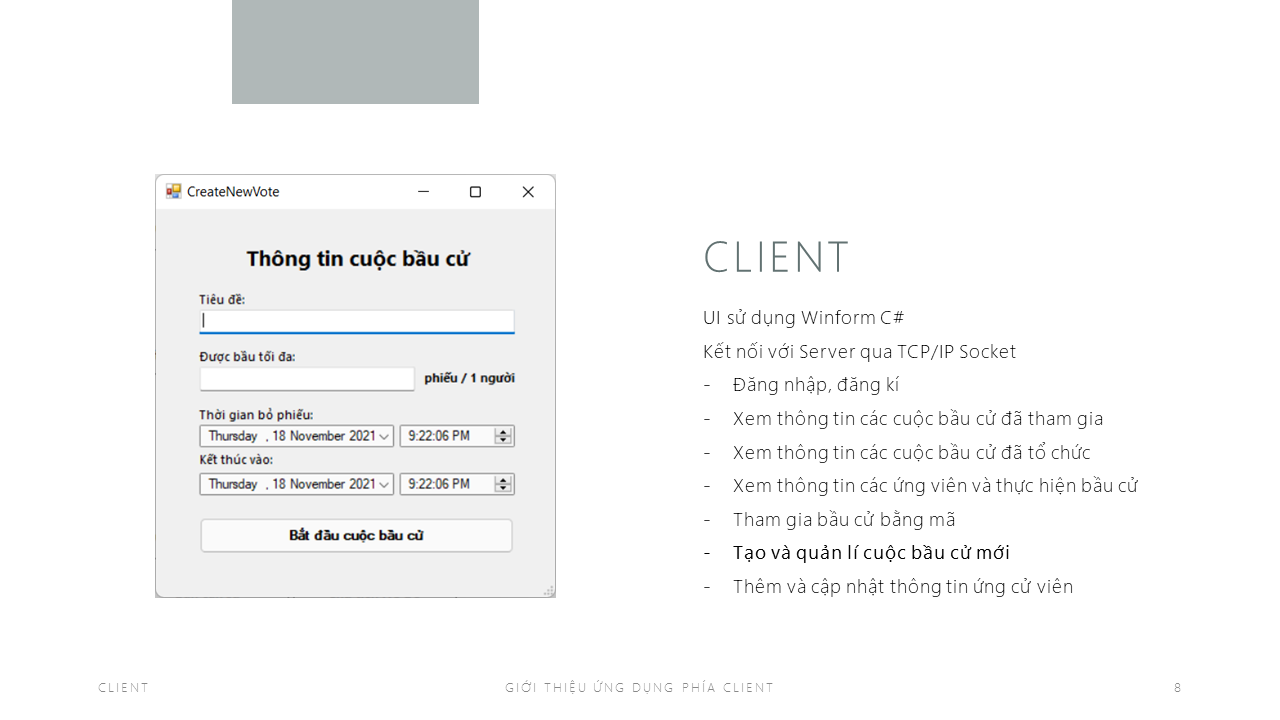 CreateNewVote
Thông tin cuộc bầu cử
Tiêu đề:
Được bầu tối đa:
phiếu / 1 người
Thời gian bỏ phiếu:
Thursday , 18 November 2021 9:22:06 PM
Kết thúc vào:
Thursday , 18 November 2021 9:22:06 PM
Bắt đầu cuộc bầu cử
CLIENT
UI sử dụng Winform C#
Kết nối với Server qua TCP/IP Socket
- Đăng nhập, đăng kí
- Xem thông tin các cuộc bầu cử đã tham gia
- Xem thông tin các cuộc bầu cử đã tổ chức
- Xem thông tin các ứng viên và thực hiện bầu cử
- Tham gia bầu cử bằng mã
- Tạo và quản lí cuộc bầu cử mới
- Thêm và cập nhật thông tin ứng cử viên
CLIENT
GIỚI THIỆU ỨNG DỤNG PHÍA CLIENT
8